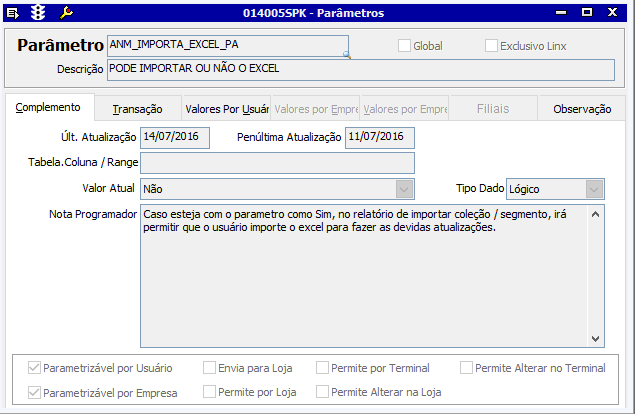 014005SPK - Parâmetros
Parâmetro ANM_IMPORTA_EXCEL_PA Global Exclusivo Linx
Descrição PODE IMPORTAR OU NÃO O EXCEL
Complemento Transação Valores Por Usuár Valores por Empre Valores por Empre Filiais Observação
Últ. Atualização 14/07/2016 Penúltima Atualização 11/07/2016
Tabela.Coluna / Range
Valor Atual Não Tipo Dado Lógico
Nota Programador Caso esteja com o parametro como Sim, no relatório de importar coleção / segmento, irá
permitir que o usuário importe o excel para fazer as devidas atualizações.
Parametrizável por Usuário Envia para Loja Permite por Terminal Permite Alterar no Terminal
Parametrizável por Empresa Permite por Loja Permite Alterar na Loja